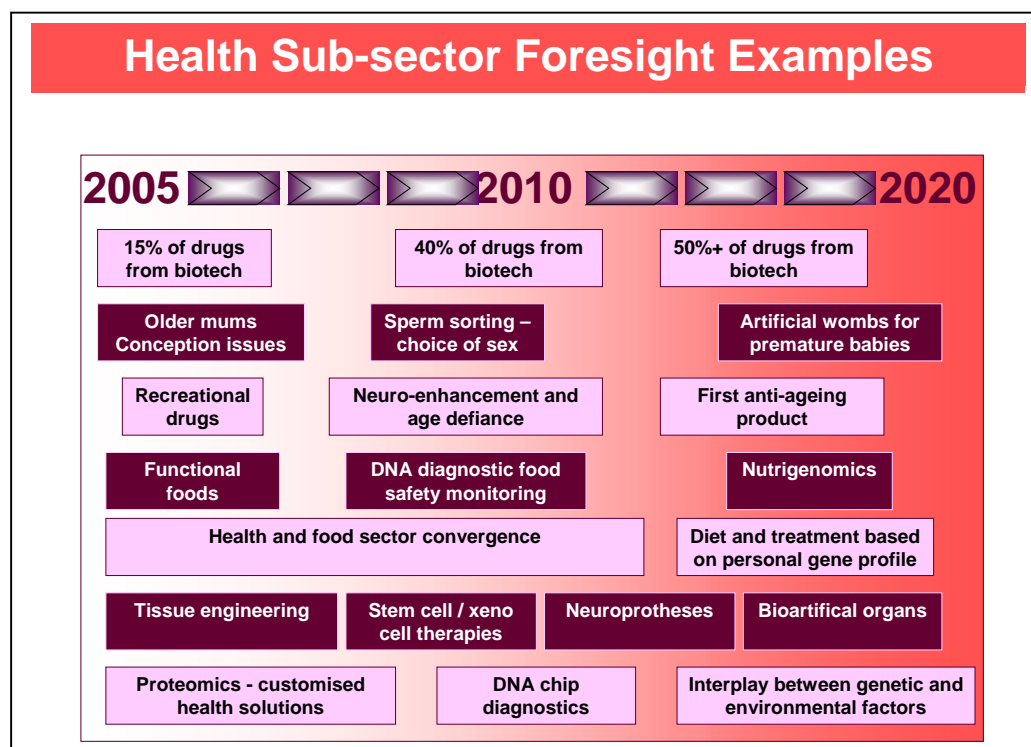 Health Sub-sector Foresight Examples
2005 2010 2020
15% of drugs
from biotech
40% of drugs from
biotech
50%+ of drugs from
biotech
Older mums
Conception issues
Sperm sorting –
choice of sex
Artificial wombs for
premature babies
Recreational
drugs
Neuro-enhancement and
age defiance
First anti-ageing
product
Functional
foods
DNA diagnostic food
safety monitoring
Nutrigenomics
Health and food sector convergence
Diet and treatment based
on personal gene profile
Tissue engineering
Stem cell / xeno
cell therapies
Neuroprotheses
Bioartifical organs
Proteomics - customised
health solutions
DNA chip
diagnostics
Interplay between genetic and
environmental factors